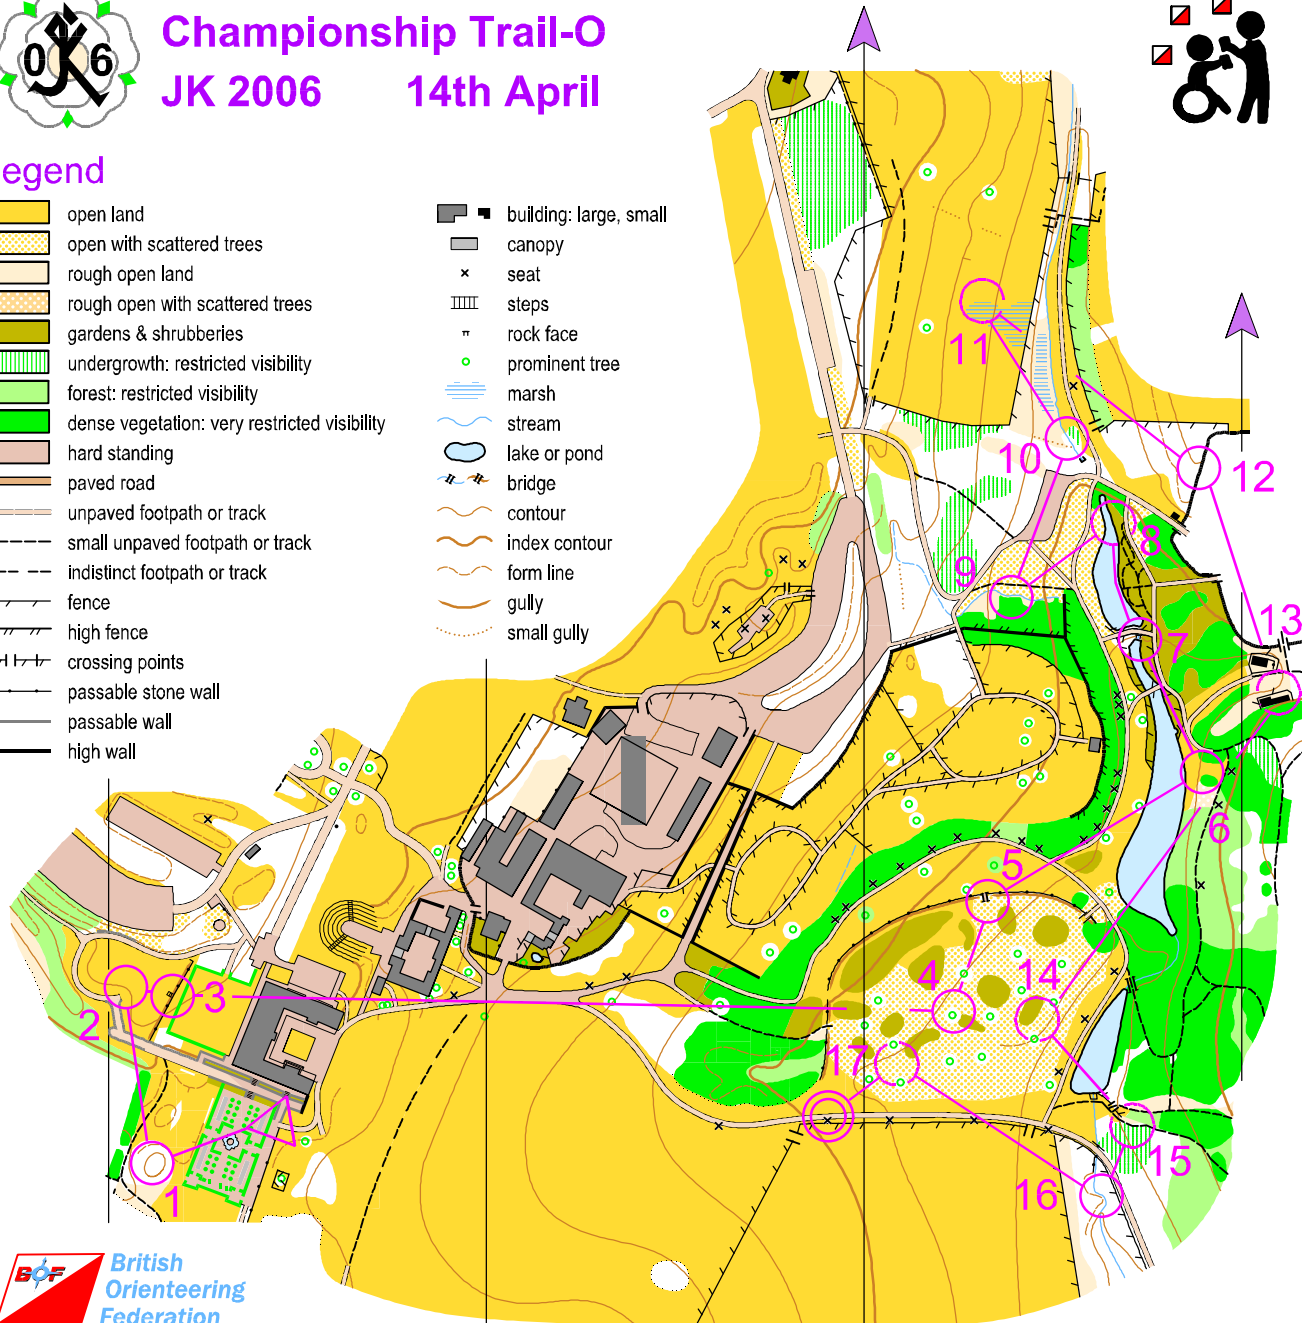 Championship Trail-O
JK 2006 14th April
0 JK 6
egend
open land
open with scattered trees
rough open land
rough open with scattered trees
gardens & shrubberies
undergrowth: restricted visibility
forest: restricted visibility
dense vegetation: very restricted visibility
hard standing
paved road
unpaved footpath or track
small unpaved footpath or track
indistinct footpath or track
fence
high fence
crossing points
passable stone wall
passable wall
high wall
building: large, small
canopy
seat
steps
rock face
prominent tree
marsh
stream
lake or pond
bridge
contour
index contour
form line
gully
small gully
11
10
12
8
9
13
7
6
5
4
14
3
2
17
15
16
1
BOF
British
Orienteering
Federation